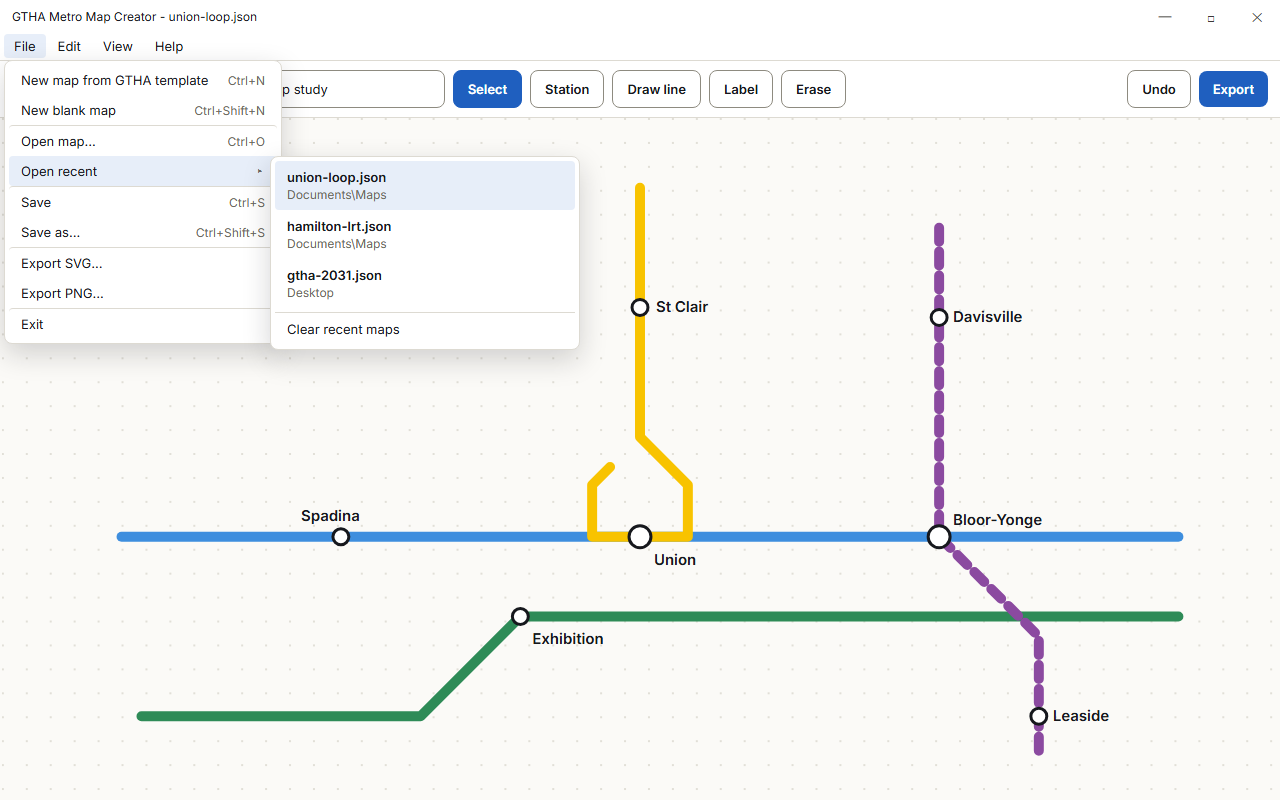 GTHA Metro Map Creator - union-loop.json
File Edit View Help
New map from GTHA template Ctrl+N
New blank map Ctrl+Shift+N
Open map... Ctrl+O
Open recent
Save Ctrl+S
Save as... Ctrl+Shift+S
Export SVG...
Export PNG...
Exit
union-loop.json
Documents\Maps
hamilton-lrt.json
Documents\Maps
gtha-2031.json
Desktop
Clear recent maps
study Select Station Draw line Label Erase Undo Export
St Clair
Davisville
Spadina
Bloor-Yonge
Union
Exhibition
Leaside